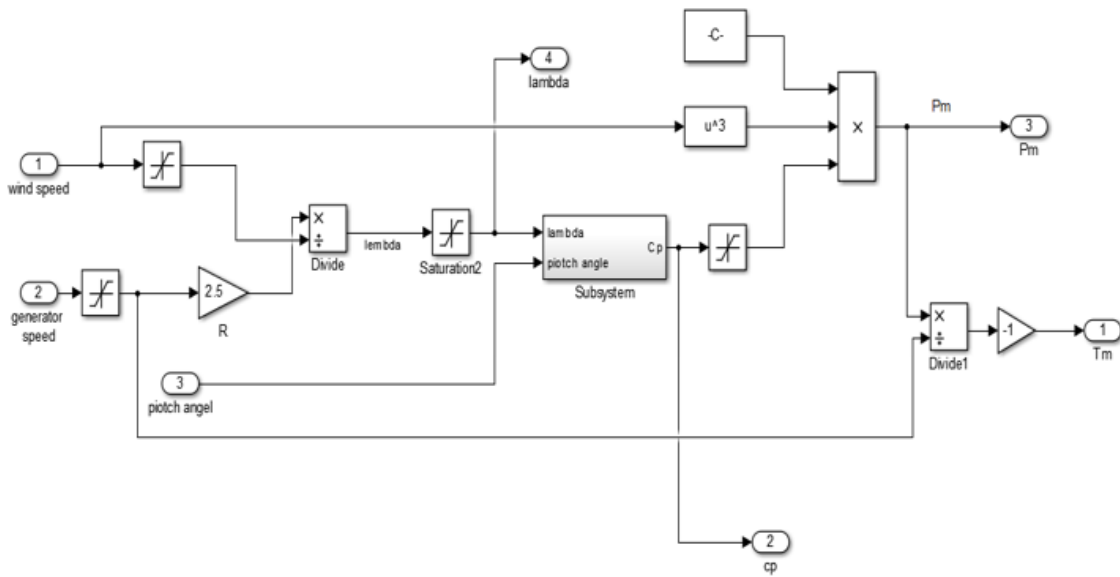 -C-
4
lambda
Pm
u^3
×
3
Pm
1
wind speed
×
÷
Divide
lembda
Saturation2
lambda
piotch angle
Cp
Subsystem
2
generator
speed
2.5
R
×
÷
Divide1
-1
1
Tm
3
piotch angel
2
cp